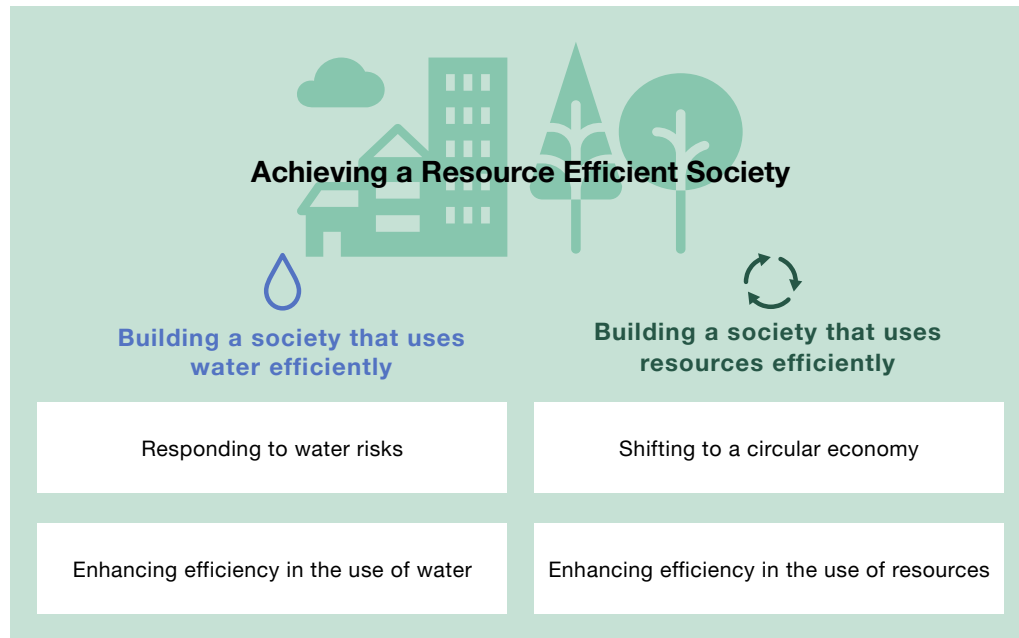 Achieving a Resource Efficient Society
Building a society that uses
water efficiently
Building a society that uses
resources efficiently
Responding to water risks
Shifting to a circular economy
Enhancing efficiency in the use of water
Enhancing efficiency in the use of resources